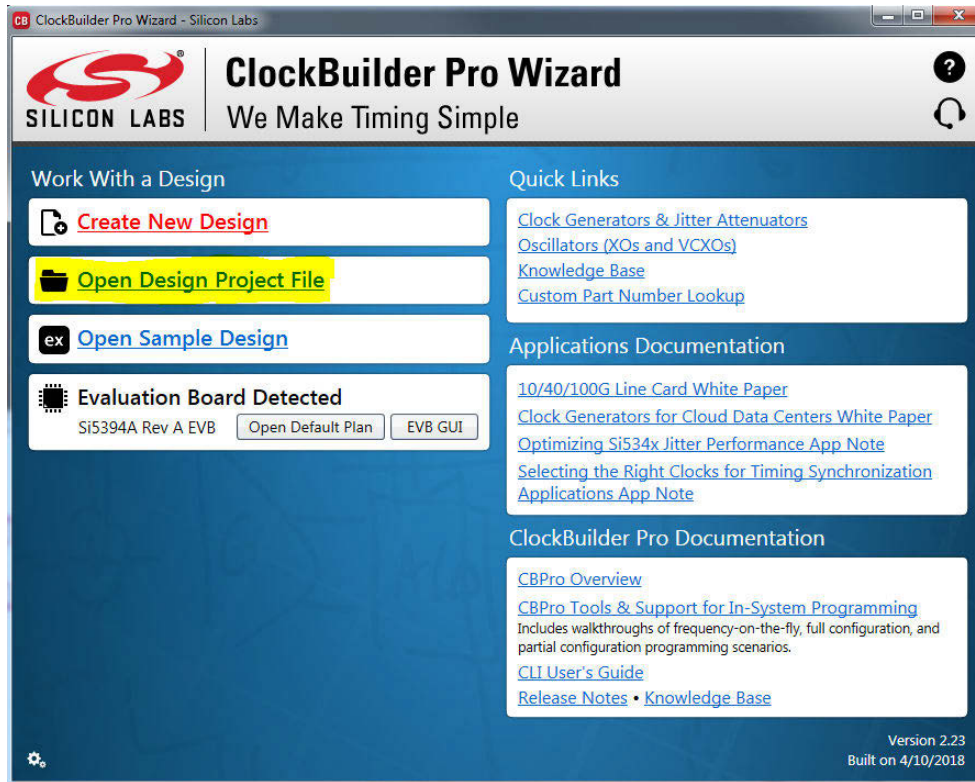 CB ClockBuilder Pro Wizard - Silicon Labs
SILICON LABS
ClockBuilder Pro Wizard
We Make Timing Simple
?
Work With a Design
Create New Design
Open Design Project File
ex Open Sample Design
Evaluation Board Detected
Si5394A Rev A EVB Open Default Plan EVB GUI
Quick Links
Clock Generators & Jitter Attenuators
Oscillators (XOs and VCXOs)
Knowledge Base
Custom Part Number Lookup
Applications Documentation
10/40/100G Line Card White Paper
Clock Generators for Cloud Data Centers White Paper
Optimizing Si534x Jitter Performance App Note
Selecting the Right Clocks for Timing Synchronization
Applications App Note
ClockBuilder Pro Documentation
CBPro Overview
CBPro Tools & Support for In-System Programming
Includes walkthroughs of frequency-on-the-fly, full configuration, and
partial configuration programming scenarios.
CLI User's Guide
Release Notes • Knowledge Base
Version 2.23
Built on 4/10/2018